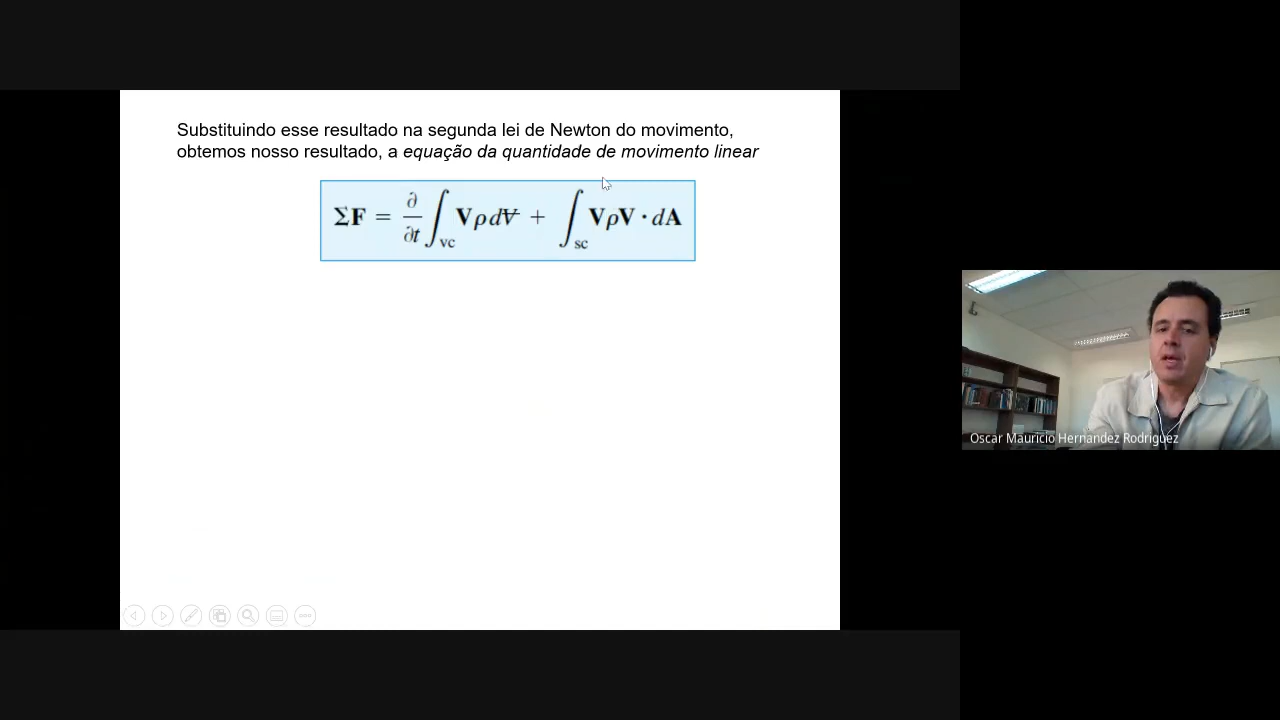 Substituindo esse resultado na segunda lei de Newton do movimento,
obtemos nosso resultado, a equação da quantidade de movimento linear
ΣF = ∂/∂t ∫vc Vρ dV̶ + ∫sc VρV · dA
Oscar Mauricio Hernandez Rodriguez